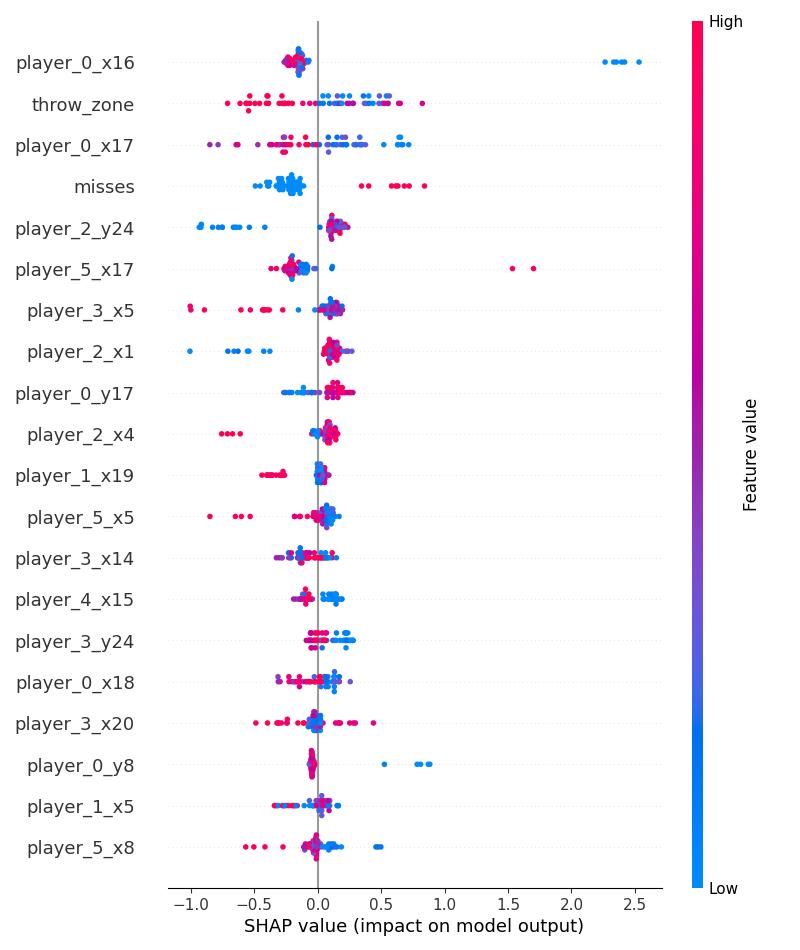 High
player_0_x16
throw_zone
player_0_x17
misses
player_2_y24
player_5_x17
player_3_x5
player_2_x1
player_0_y17
player_2_x4
player_1_x19
player_5_x5
player_3_x14
player_4_x15
player_3_y24
player_0_x18
player_3_x20
player_0_y8
player_1_x5
player_5_x8
Feature value
Low
−1.0 −0.5 0.0 0.5 1.0 1.5 2.0 2.5
SHAP value (impact on model output)